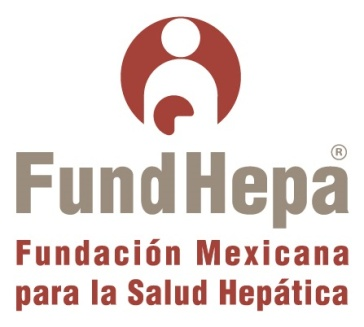 FundHepa®
Fundación Mexicana
para la Salud Hepática